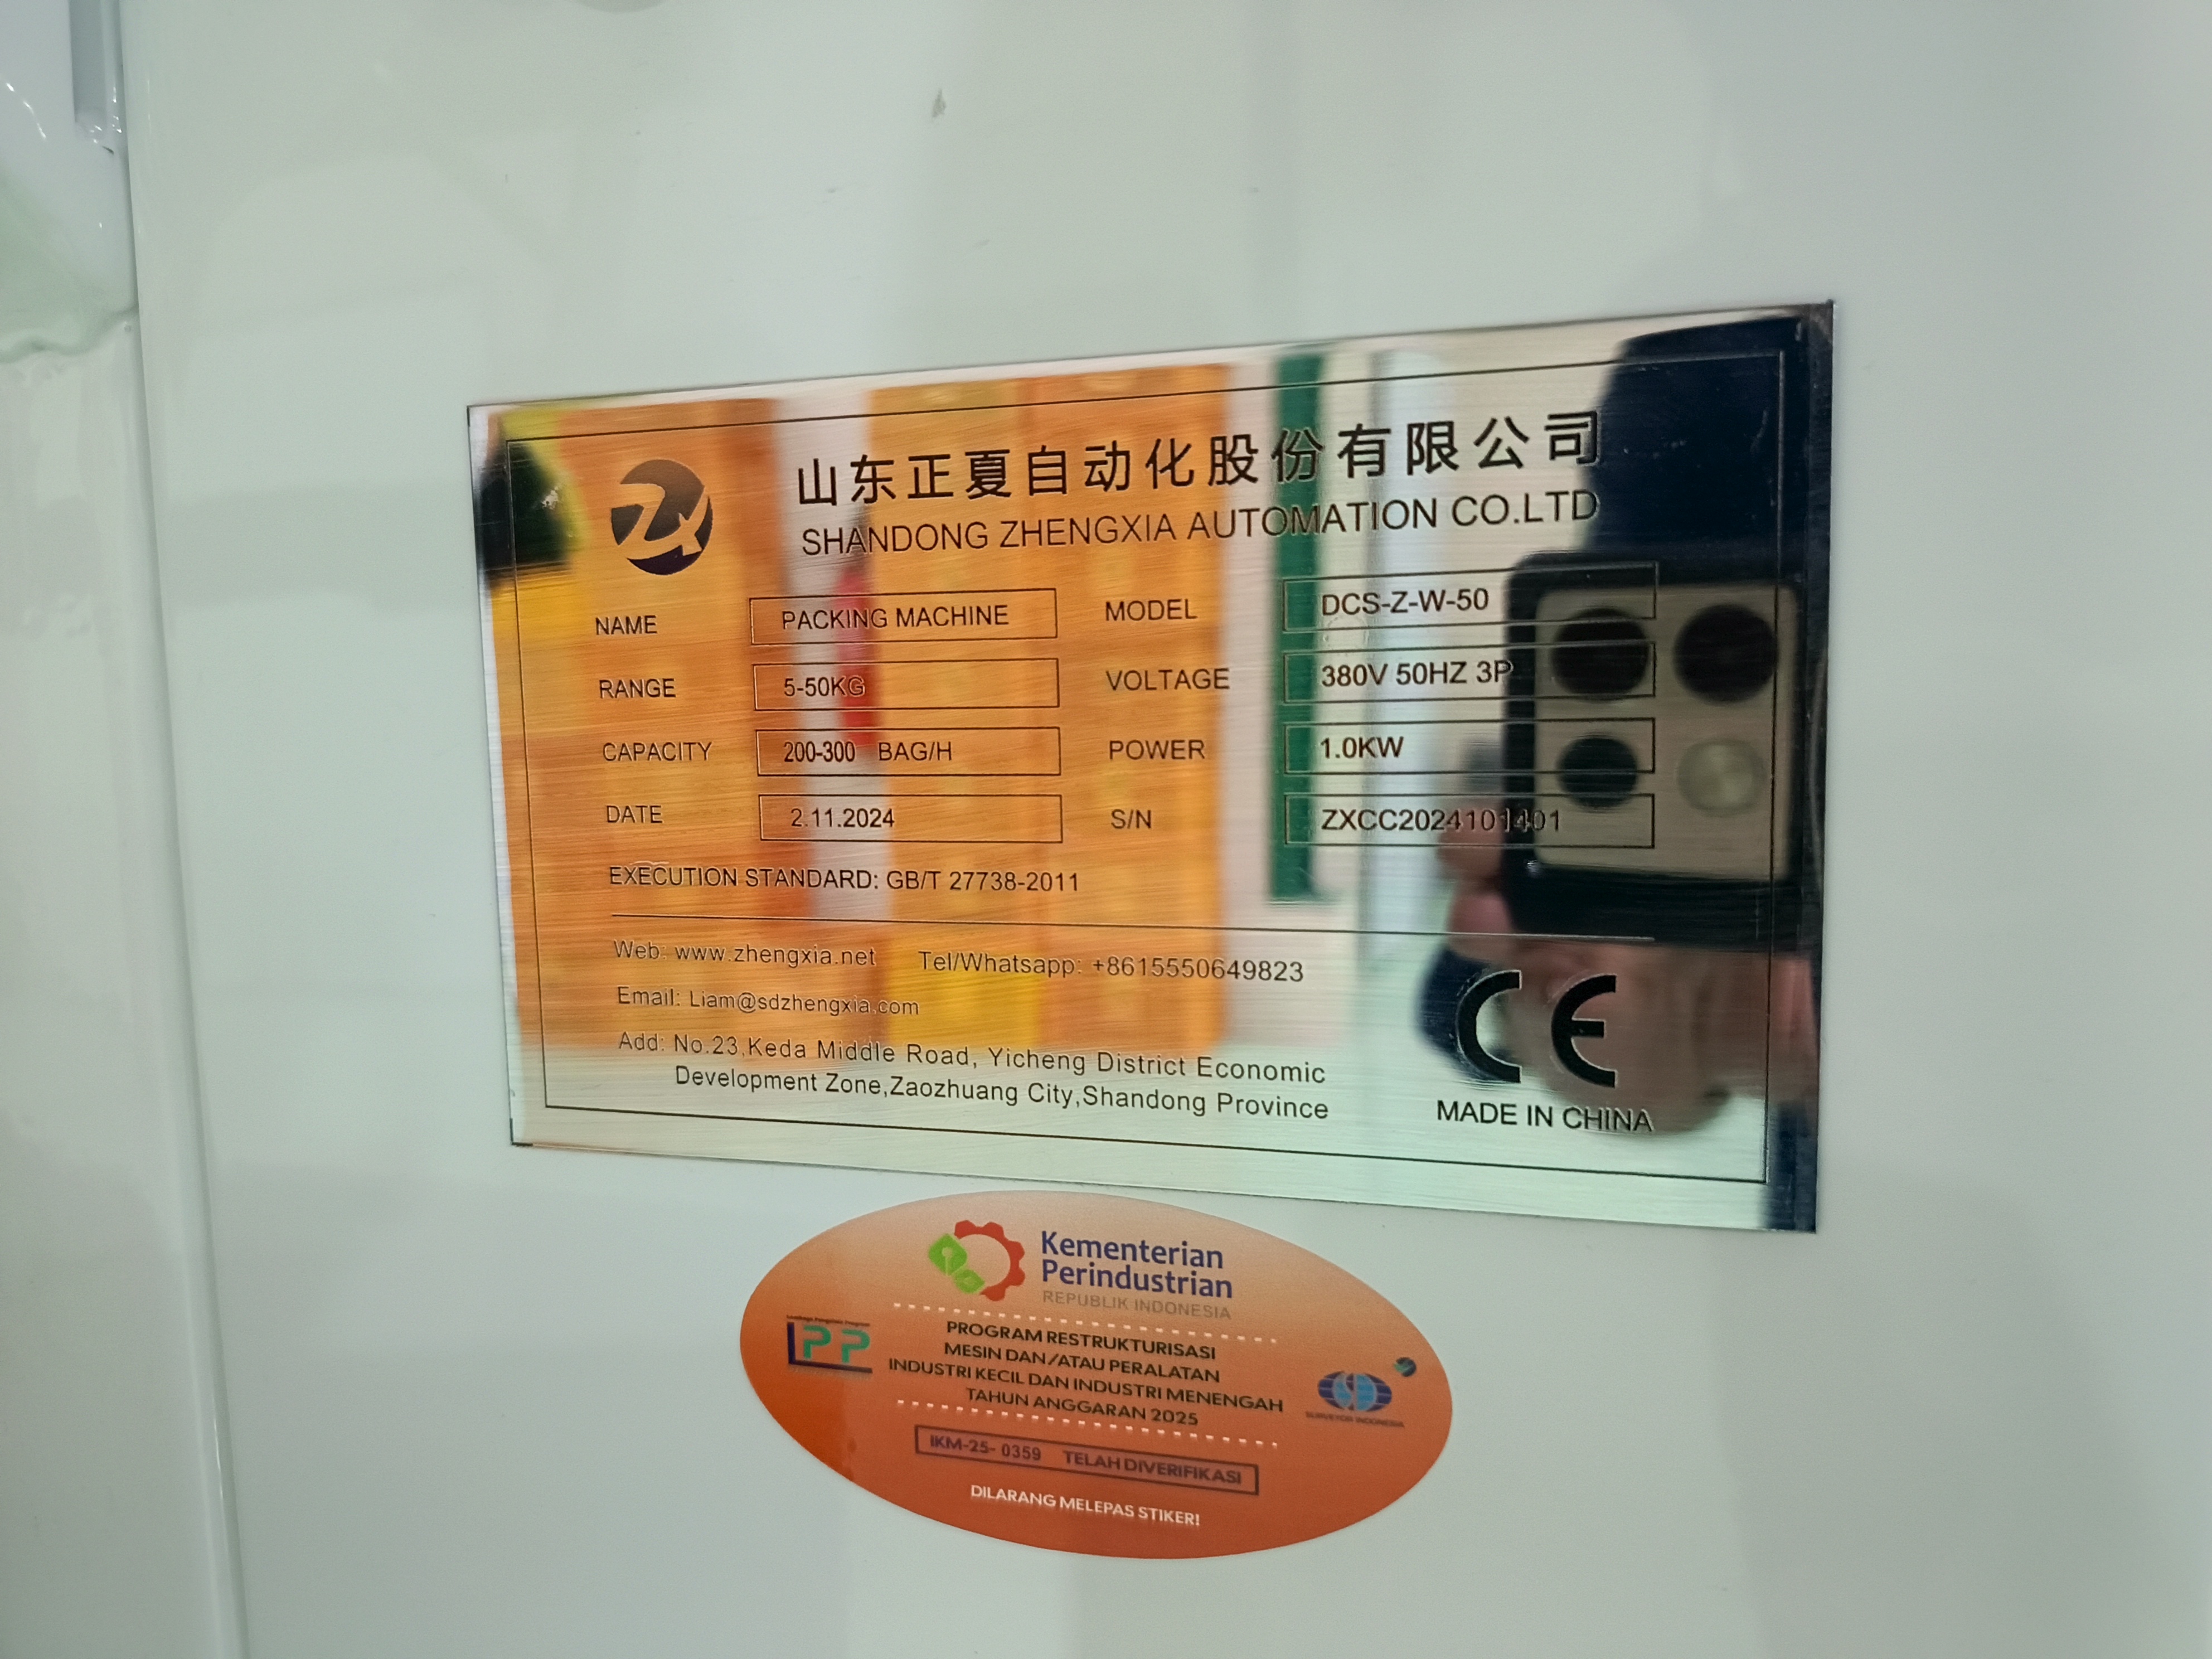 山东正夏自动化股份有限公司
SHANDONG ZHENGXIA AUTOMATION CO.LTD
NAME PACKING MACHINE MODEL DCS-Z-W-50
RANGE 5-50KG VOLTAGE 380V 50HZ 3P
CAPACITY 200-300 BAG/H POWER 1.0KW
DATE 2.11.2024 S/N ZXCC2024101401
EXECUTION STANDARD: GB/T 27738-2011
Web: www.zhengxia.net Tel/Whatsapp: +8615550649823
Email: Liam@sdzhengxia.com
Add: No.23,Keda Middle Road, Yicheng District Economic
Development Zone,Zaozhuang City,Shandong Province
CE
MADE IN CHINA
Kementerian
Perindustrian
REPUBLIK INDONESIA
LPP
PROGRAM RESTRUKTURISASI
MESIN DAN/ATAU PERALATAN
INDUSTRI KECIL DAN INDUSTRI MENENGAH
TAHUN ANGGARAN 2025
SURVEYOR INDONESIA
IKM-25- 0359 TELAH DIVERIFIKASI
DILARANG MELEPAS STIKER!